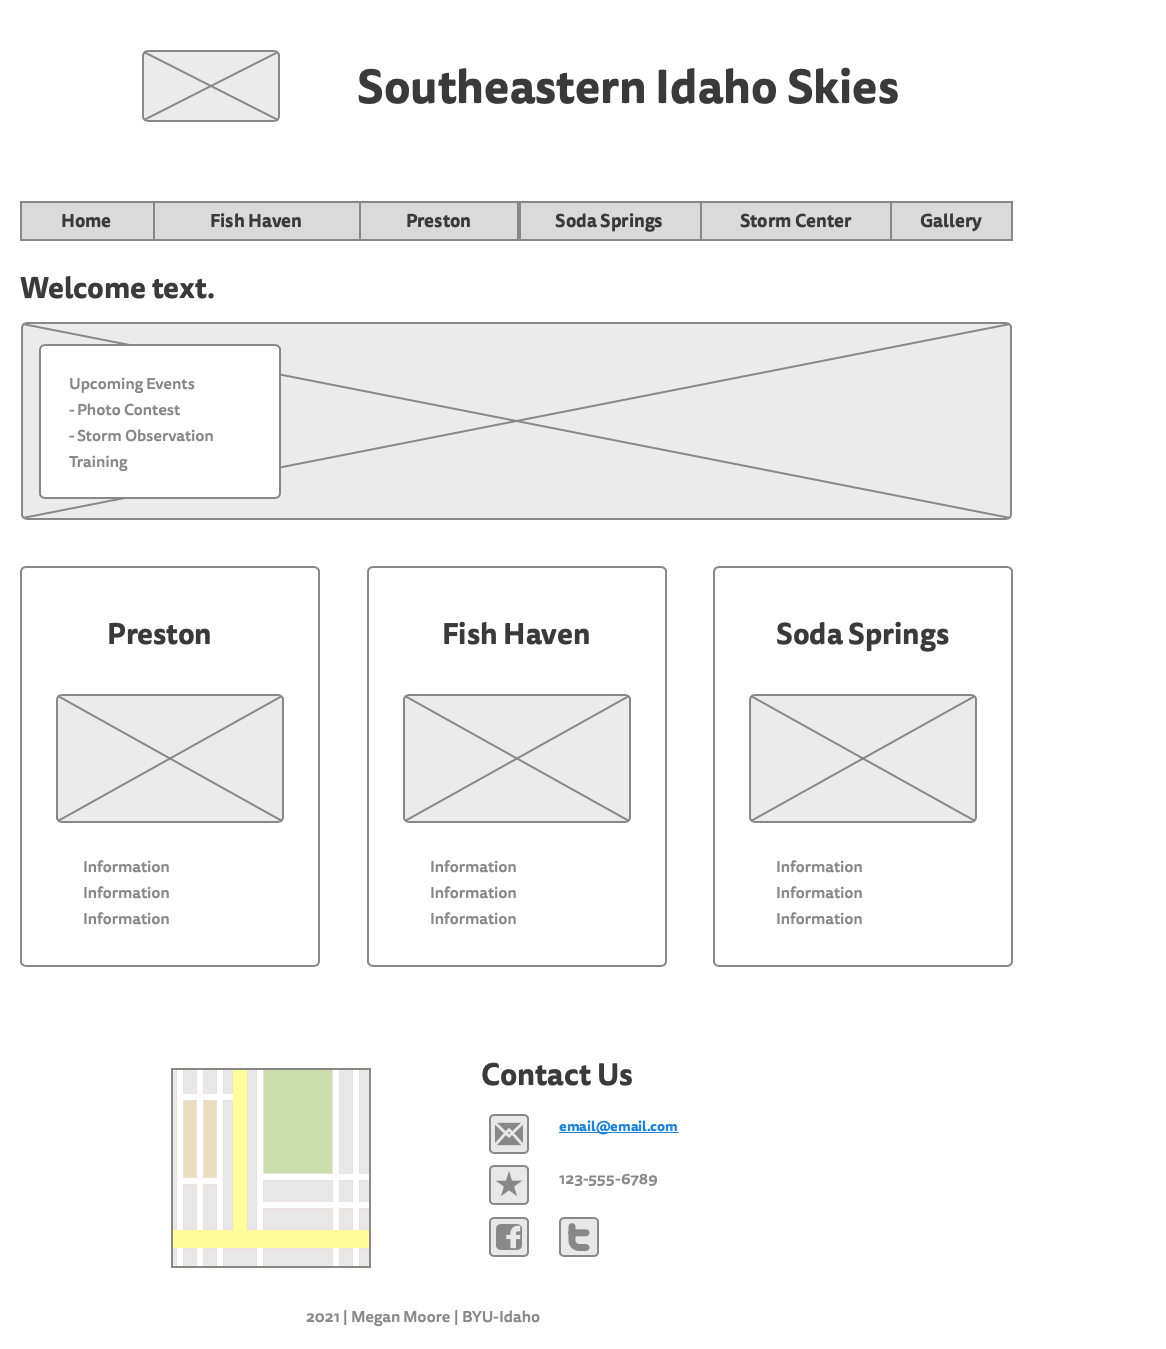 Southeastern Idaho Skies
Home
Fish Haven
Preston
Soda Springs
Storm Center
Gallery
Welcome text.
Upcoming Events
- Photo Contest
- Storm Observation
Training
Preston
Information
Information
Information
Fish Haven
Information
Information
Information
Soda Springs
Information
Information
Information
Contact Us
email@email.com
123-555-6789
2021 | Megan Moore | BYU-Idaho